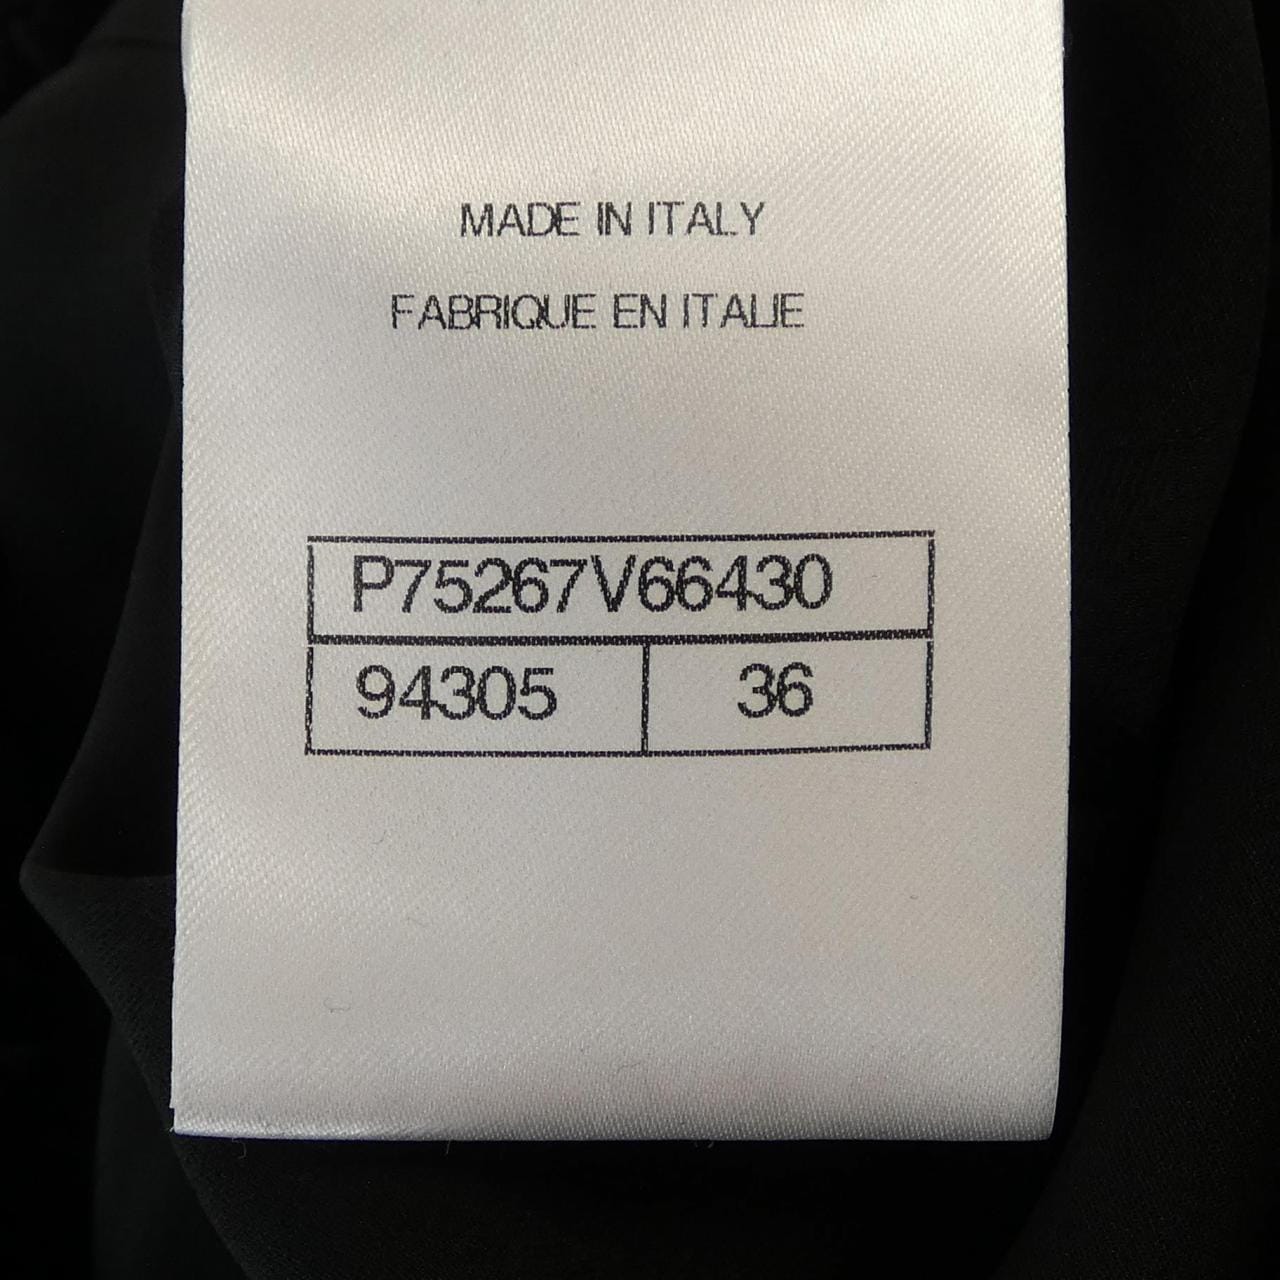 MADE IN ITALY
FABRIQUE EN ITALIE
P75267V66430
94305 36